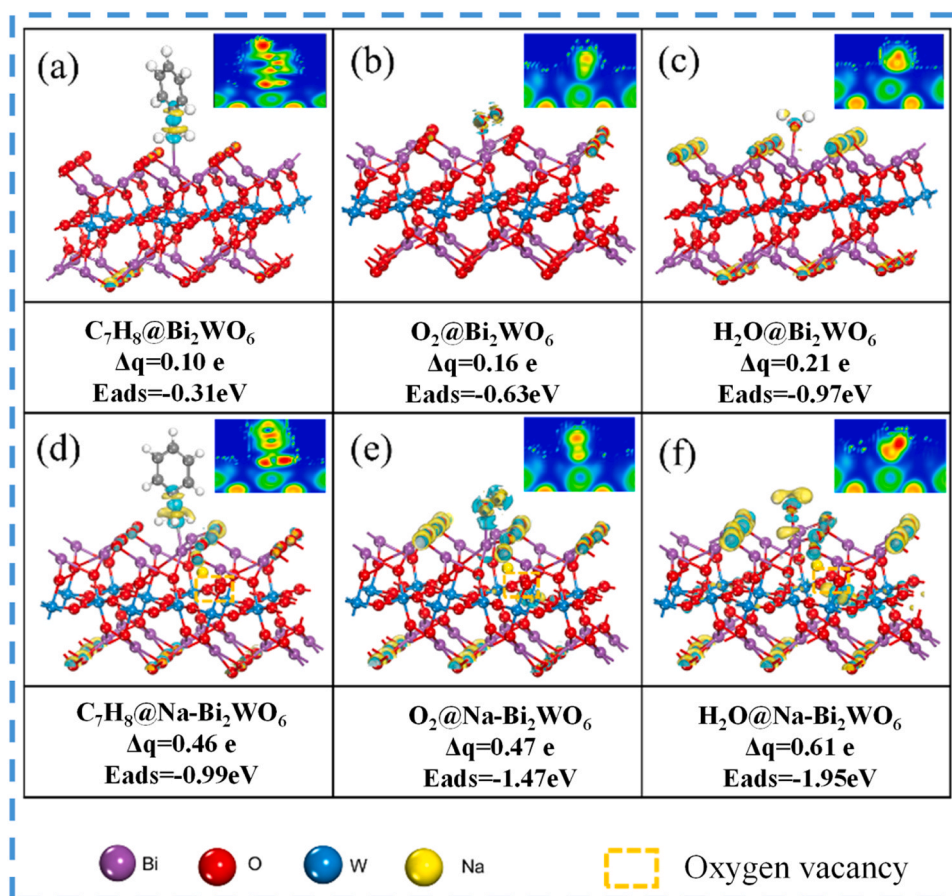 (a)
(b)
(c)
C₇H₈@Bi₂WO₆
Δq=0.10 e
Eads=-0.31eV
O₂@Bi₂WO₆
Δq=0.16 e
Eads=-0.63eV
H₂O@Bi₂WO₆
Δq=0.21 e
Eads=-0.97eV
(d)
(e)
(f)
C₇H₈@Na-Bi₂WO₆
Δq=0.46 e
Eads=-0.99eV
O₂@Na-Bi₂WO₆
Δq=0.47 e
Eads=-1.47eV
H₂O@Na-Bi₂WO₆
Δq=0.61 e
Eads=-1.95eV
Bi
O
W
Na
Oxygen vacancy